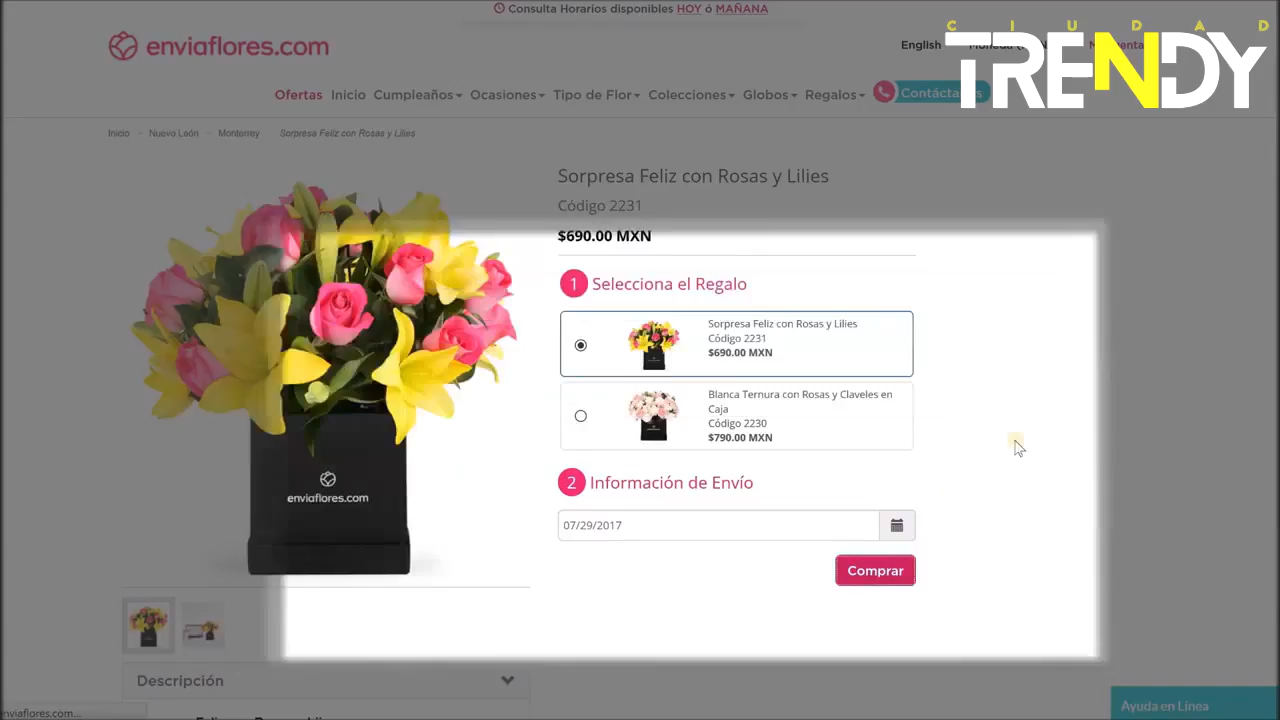 Consulta Horarios disponibles HOY ó MAÑANA
CIUDAD
TRENDY
enviaflores.com
English
Ofertas Inicio Cumpleaños Ocasiones Tipo de Flor Colecciones Globos Regalos
Inicio Nuevo León Monterrey Sorpresa Feliz con Rosas y Lilies
Sorpresa Feliz con Rosas y Lilies
Código 2231
$690.00 MXN
1 Selecciona el Regalo
Sorpresa Feliz con Rosas y Lilies
Código 2231
$690.00 MXN
Blanca Ternura con Rosas y Claveles en
Caja
Código 2230
$790.00 MXN
enviaflores.com
2 Información de Envío
07/29/2017
Comprar
Descripción
Ayuda en Línea
enviaflores.com...